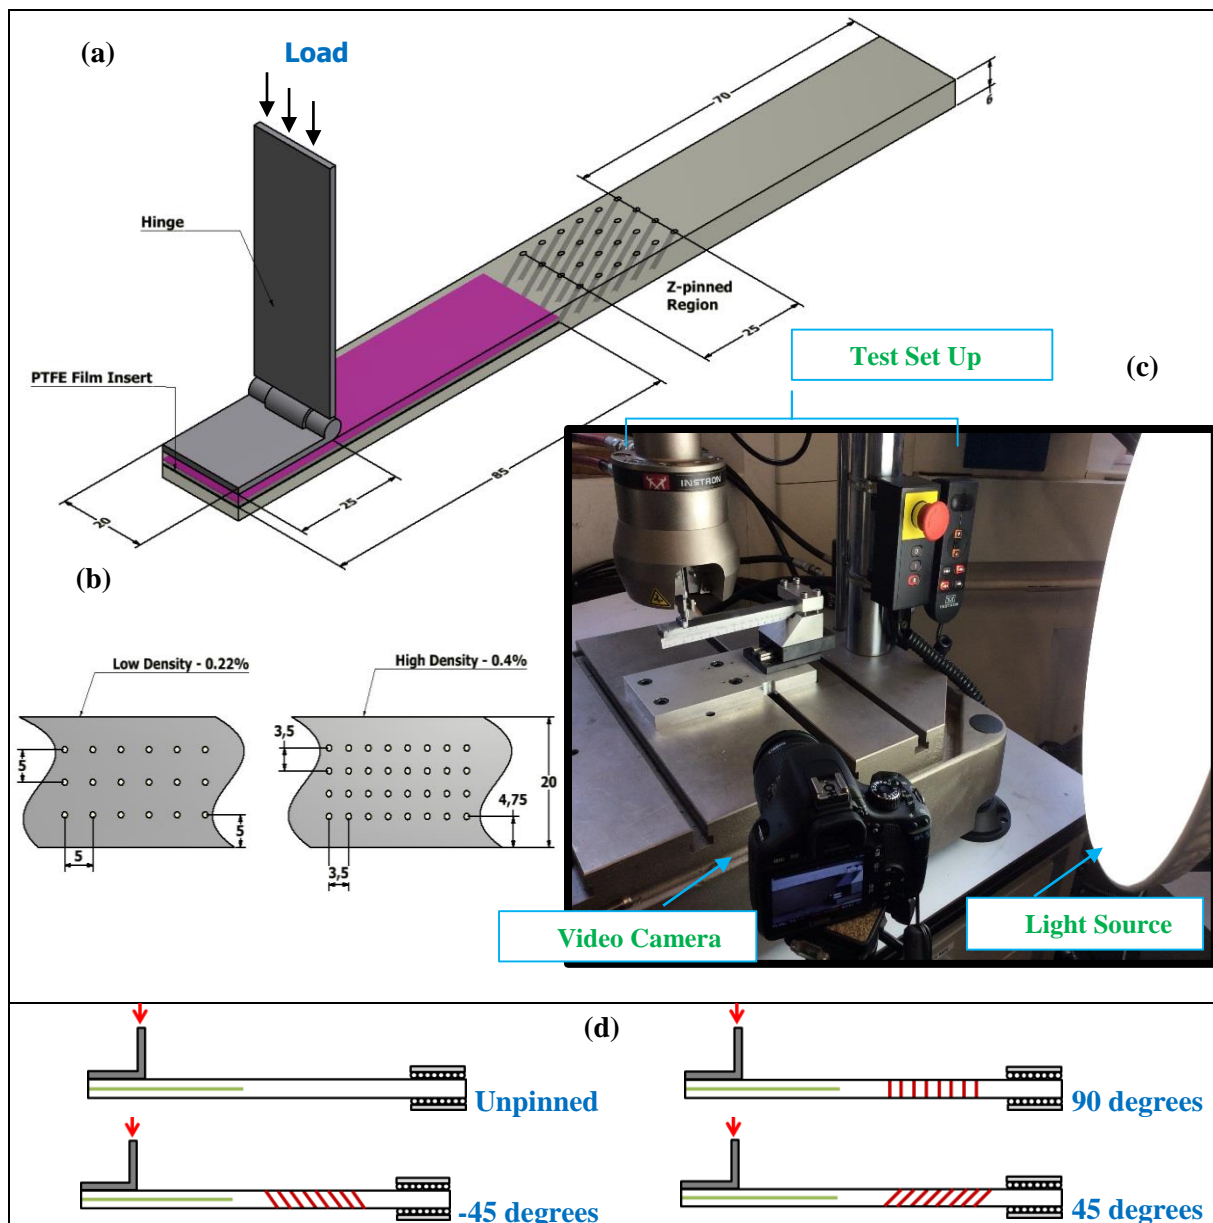 (a)
Load
Hinge
PTFE Film Insert
70
6
Z-pinned
Region
25
85
25
20
(c)
Test Set Up
INSTRON
Video Camera
Light Source
(b)
Low Density - 0.22%
High Density - 0.4%
5
5
5
3,5
3,5
4,75
20
(d)
Unpinned
90 degrees
-45 degrees
45 degrees